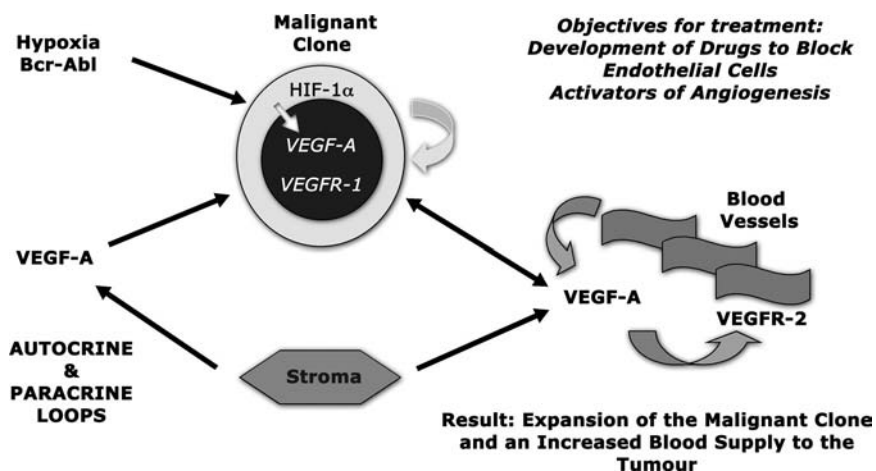 Hypoxia
Bcr-Abl
Malignant
Clone
Objectives for treatment:
Development of Drugs to Block
Endothelial Cells
Activators of Angiogenesis
HIF-1α
VEGF-A
VEGFR-1
Blood
Vessels
VEGF-A
VEGF-A
VEGFR-2
AUTOCRINE
&
PARACRINE
LOOPS
Stroma
Result: Expansion of the Malignant Clone
and an Increased Blood Supply to the
Tumour